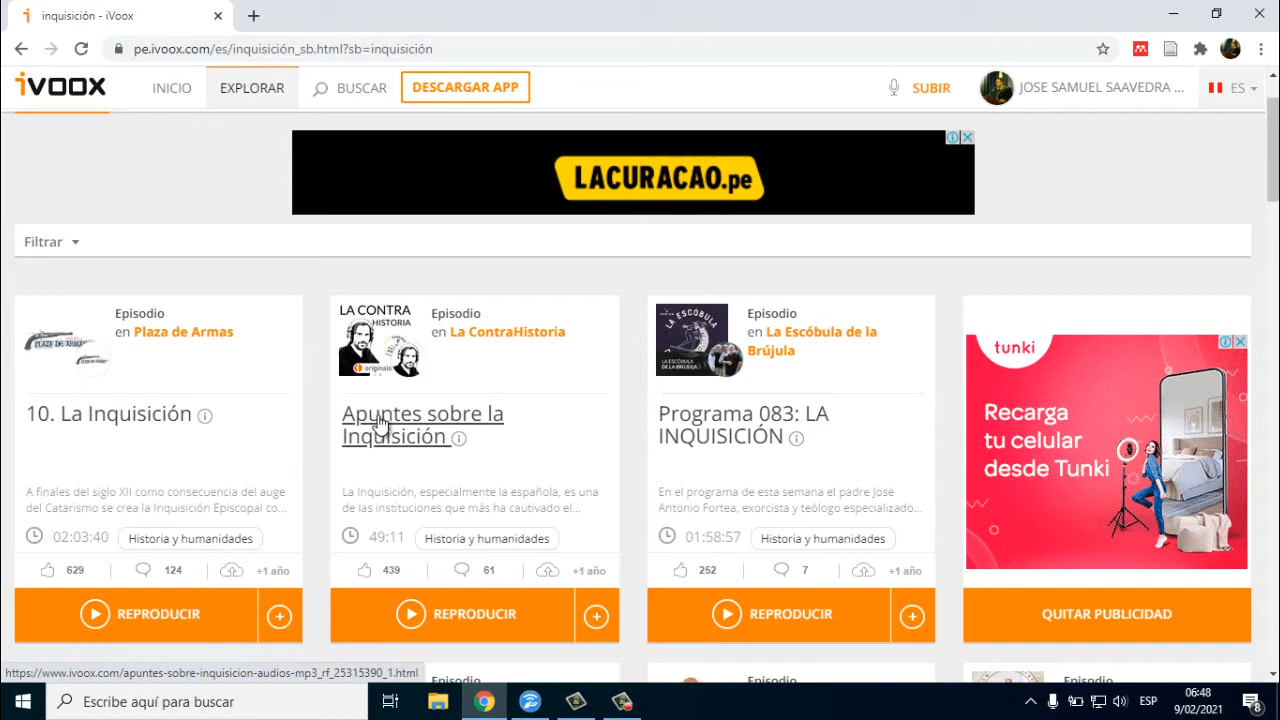 inquisición - iVoox
pe.ivoox.com/es/inquisición_sb.html?sb=inquisición
iVOOX
INICIO
EXPLORAR
BUSCAR
DESCARGAR APP
SUBIR
JOSE SAMUEL SAAVEDRA ...
ES
LACURACAO.pe
Filtrar
Episodio
en Plaza de Armas
10. La Inquisición
A finales del siglo XII como consecuencia del auge
del Catarismo se crea la Inquisición Episcopal co...
02:03:40
Historia y humanidades
629
124
+1 año
REPRODUCIR
LA CONTRA
HISTORIA
originals
Episodio
en La ContraHistoria
Apuntes sobre la
Inquisición
La Inquisición, especialmente la española, es una
de las instituciones que más ha cautivado el...
49:11
Historia y humanidades
439
61
+1 año
REPRODUCIR
LA ESCÓBULA
DE LA BRÚJULA
Episodio
en La Escóbula de la
Brújula
Programa 083: LA
INQUISICIÓN
En el programa de esta semana el padre José
Antonio Fortea, exorcista y teólogo especializado...
01:58:57
Historia y humanidades
252
7
+1 año
REPRODUCIR
tunki
Recarga
tu celular
desde Tunki
QUITAR PUBLICIDAD
https://www.ivoox.com/apuntes-sobre-inquisicion-audios-mp3_rf_25315390_1.html
Episodio
Episodio
Escribe aquí para buscar
ESP
06:48
9/02/2021
8